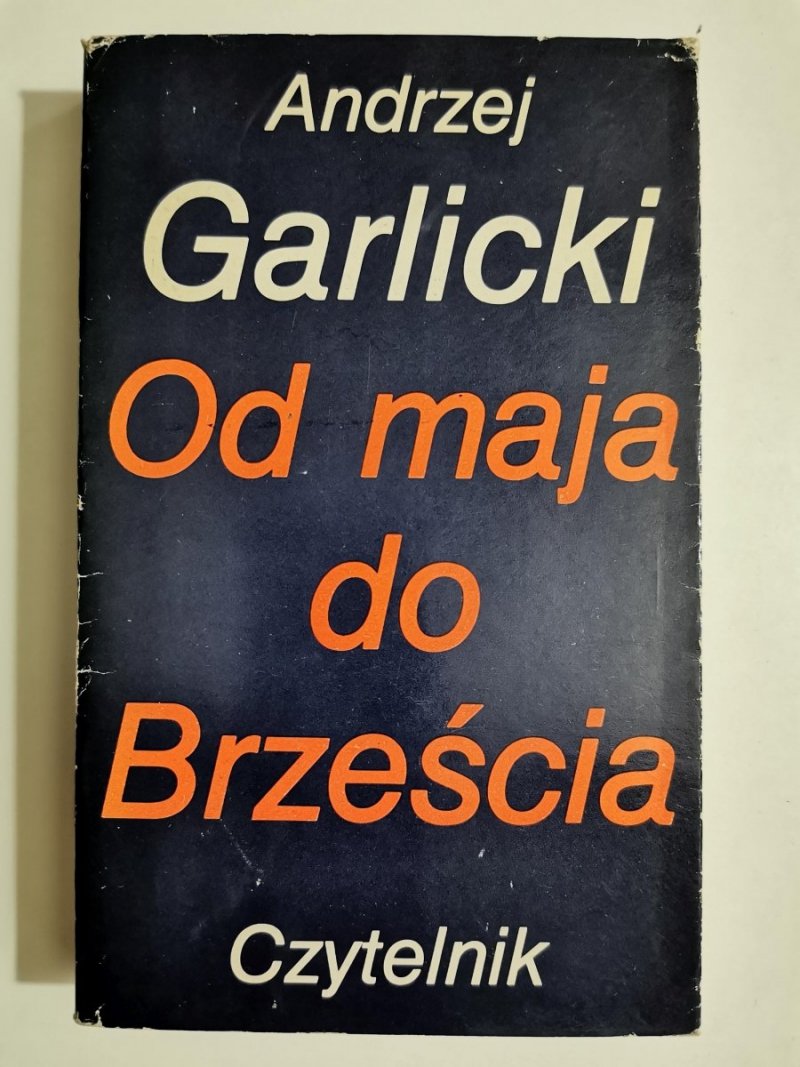 Andrzej
Garlicki
Od maja
do
Brześcia
Czytelnik